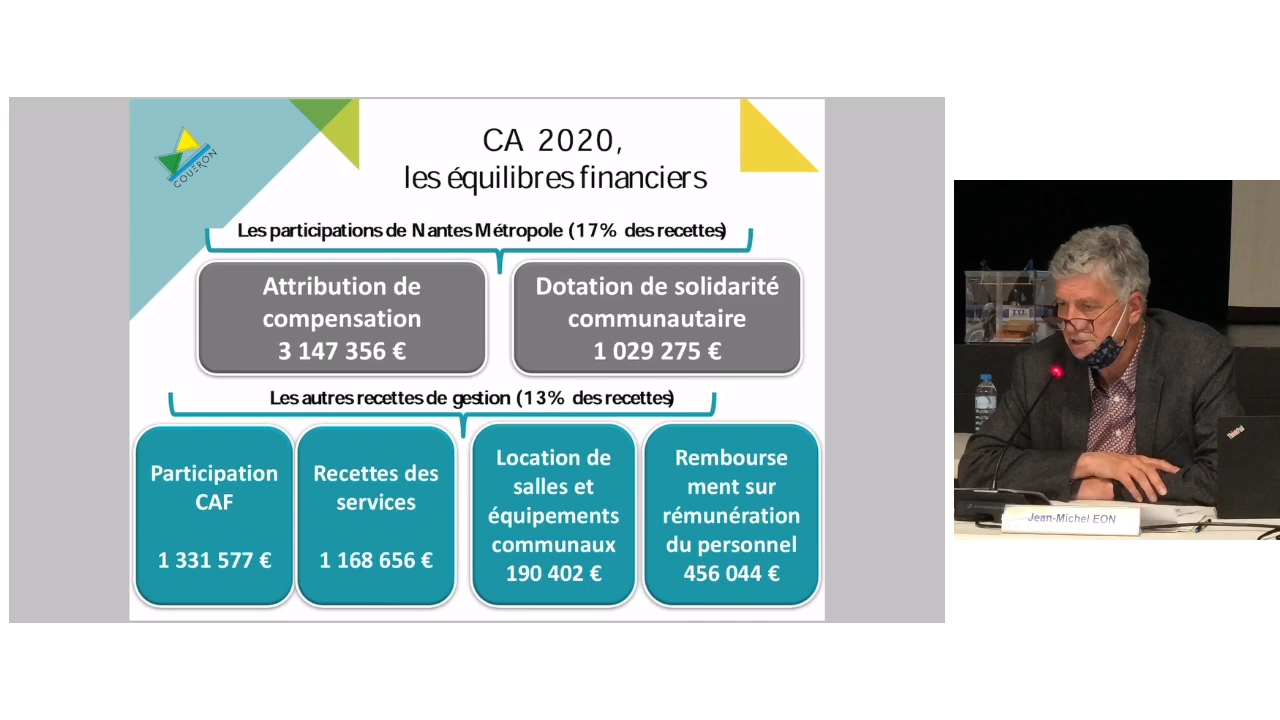 COUËRON
CA 2020,
les équilibres financiers
Les participations de Nantes Métropole (17% des recettes)
Attribution de
compensation
3 147 356 €
Dotation de solidarité
communautaire
1 029 275 €
Les autres recettes de gestion (13% des recettes)
Participation
CAF
1 331 577 €
Recettes des
services
1 168 656 €
Location de
salles et
équipements
communaux
190 402 €
Rembourse
ment sur
rémunération
du personnel
456 044 €
ThinkPad
Jean-Michel EON